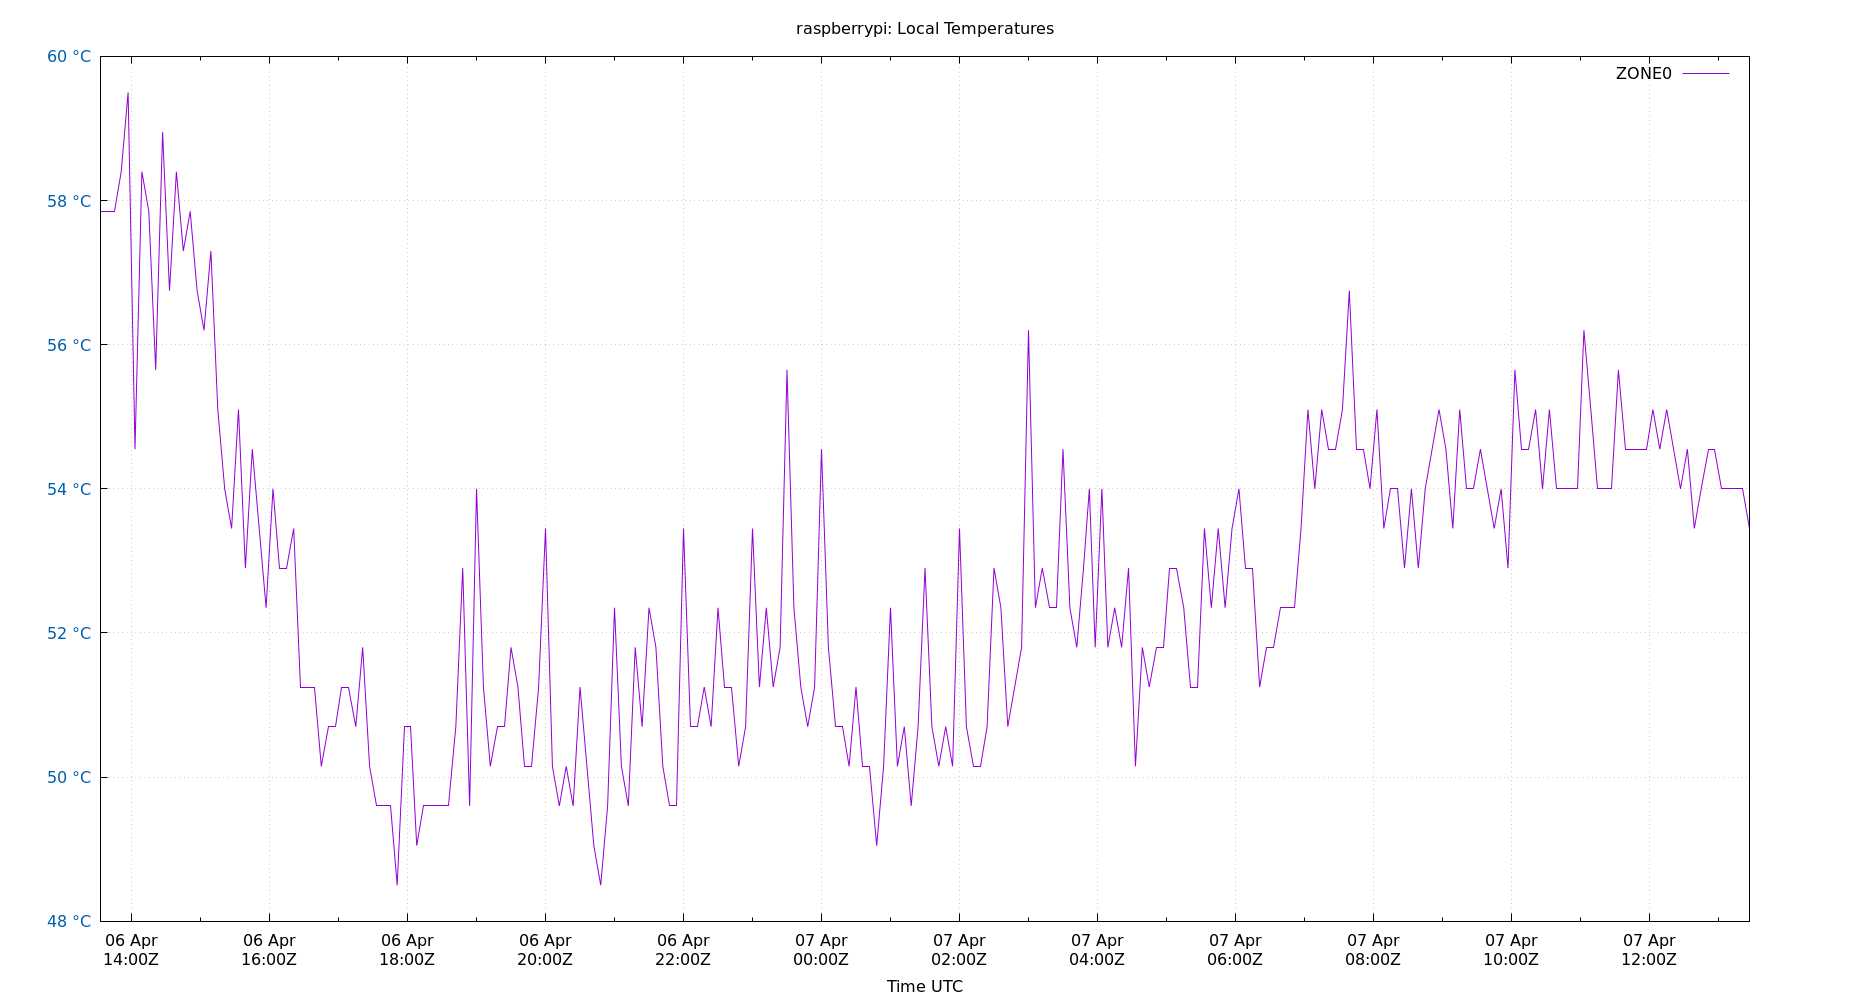 raspberrypi: Local Temperatures
60 °C
ZONE0
58 °C
56 °C
54 °C
52 °C
50 °C
48 °C
06 Apr 06 Apr 06 Apr 06 Apr 06 Apr 07 Apr 07 Apr 07 Apr 07 Apr 07 Apr 07 Apr 07 Apr
14:00Z 16:00Z 18:00Z 20:00Z 22:00Z 00:00Z 02:00Z 04:00Z 06:00Z 08:00Z 10:00Z 12:00Z
Time UTC